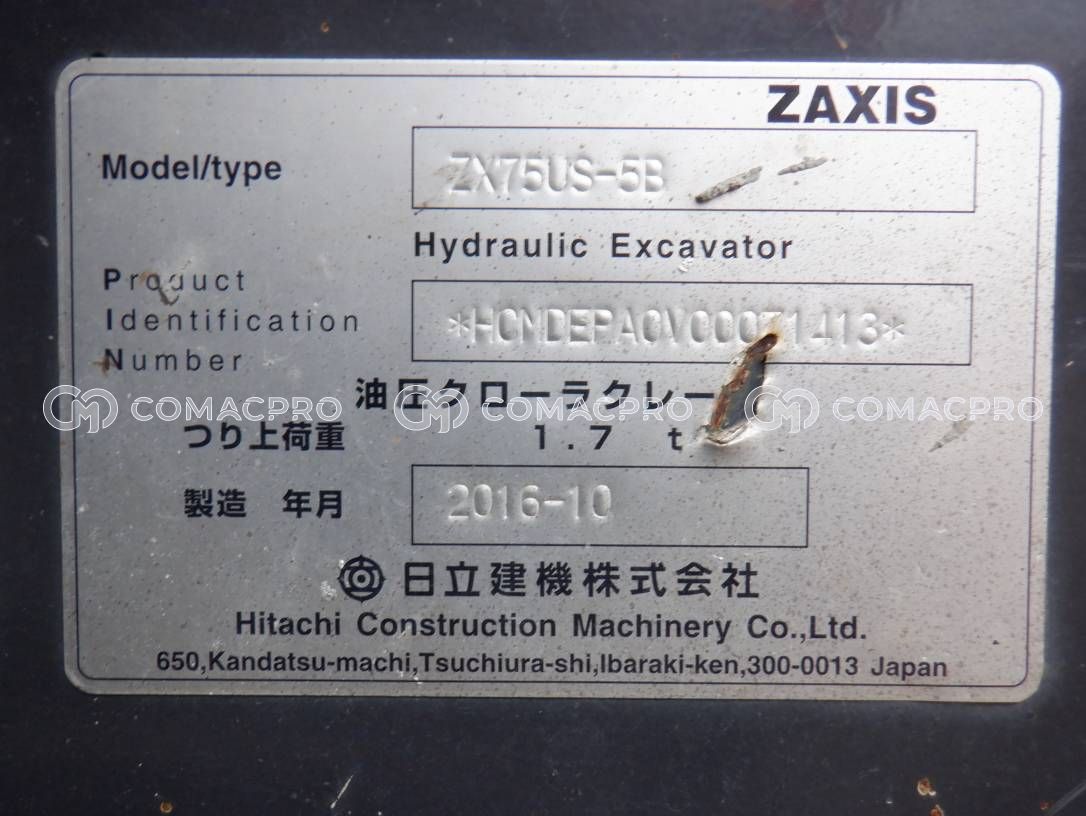 ZAXIS
Model/type ZX75US-5B
Hydraulic Excavator
Product
Identification
Number
*HCMDEPA0V00071413*
油圧クローラクレー
COMACPRO COMACPRO COMACPRO
つり上荷重 1.7 t
製造 年月 2016-10
日立建機株式会社
Hitachi Construction Machinery Co.,Ltd.
650,Kandatsu-machi,Tsuchiura-shi,Ibaraki-ken,300-0013 Japan